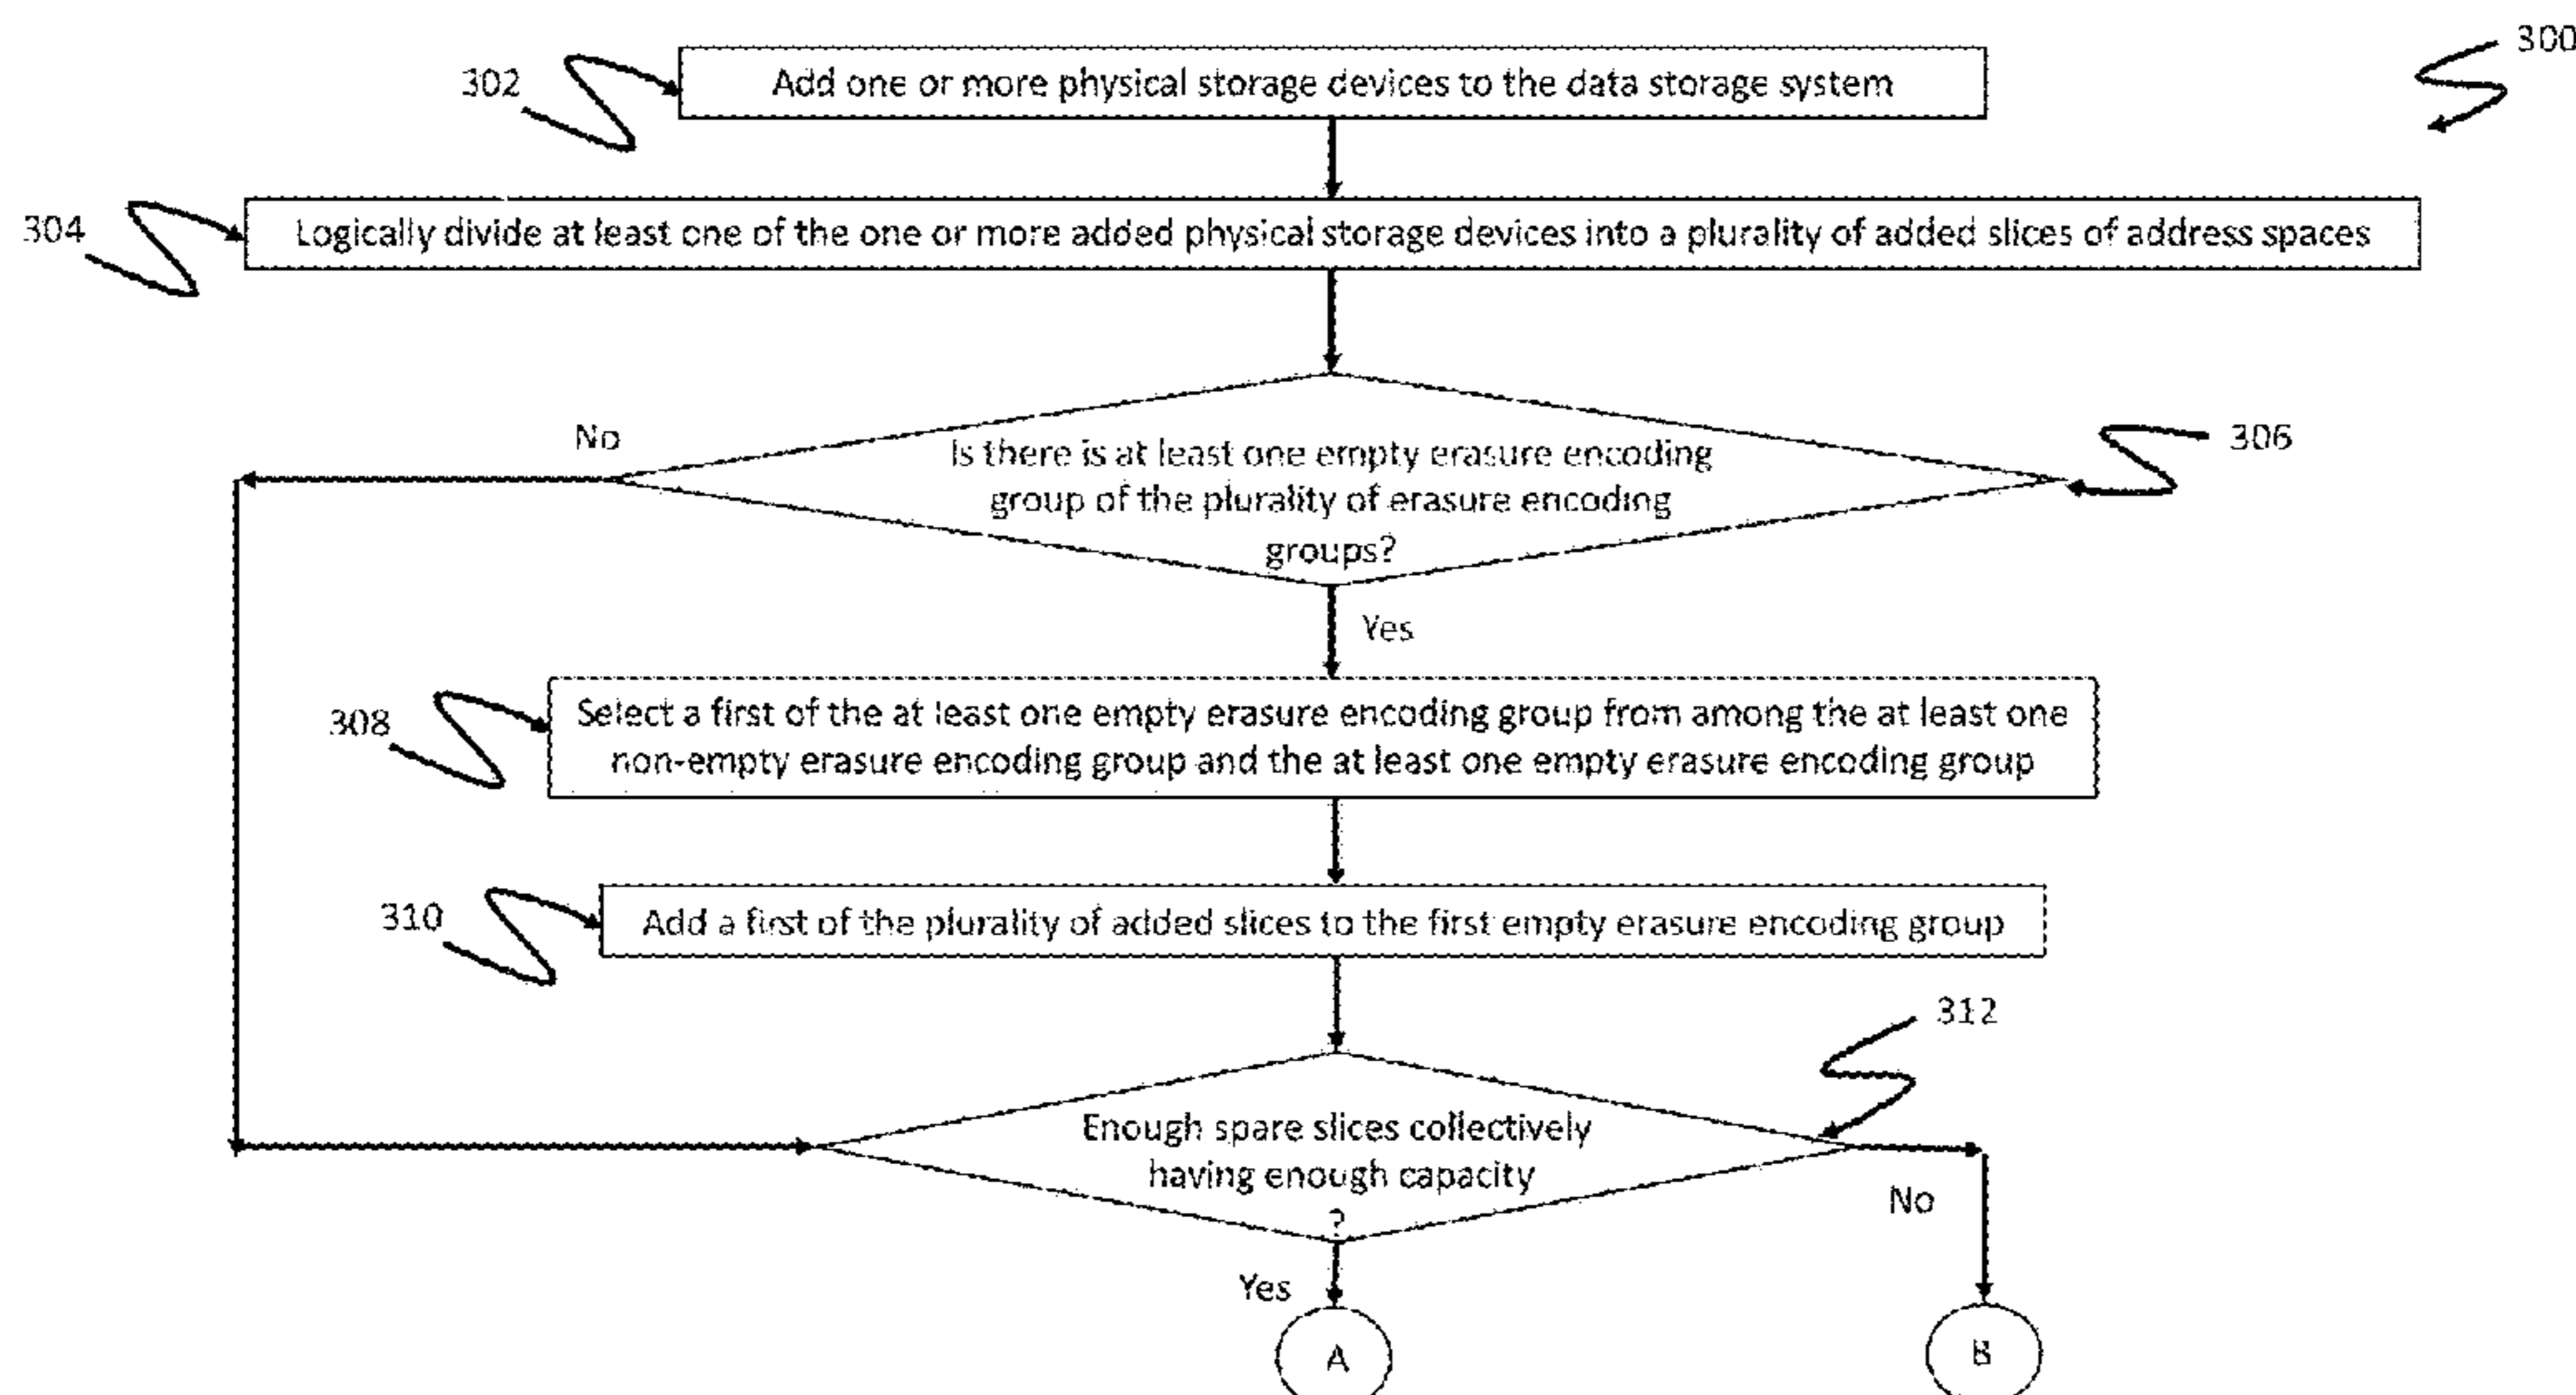 300
302
Add one or more physical storage devices to the data storage system
304
Logically divide at least one of the one or more added physical storage devices into a plurality of added slices of address spaces
No
306
Is there is at least one empty erasure encoding
group of the plurality of erasure encoding
groups?
Yes
308
Select a first of the at least one empty erasure encoding group from among the at least one
non-empty erasure encoding group and the at least one empty erasure encoding group
310
Add a first of the plurality of added slices to the first empty erasure encoding group
312
Enough spare slices collectively
having enough capacity
?
No
Yes
A
B